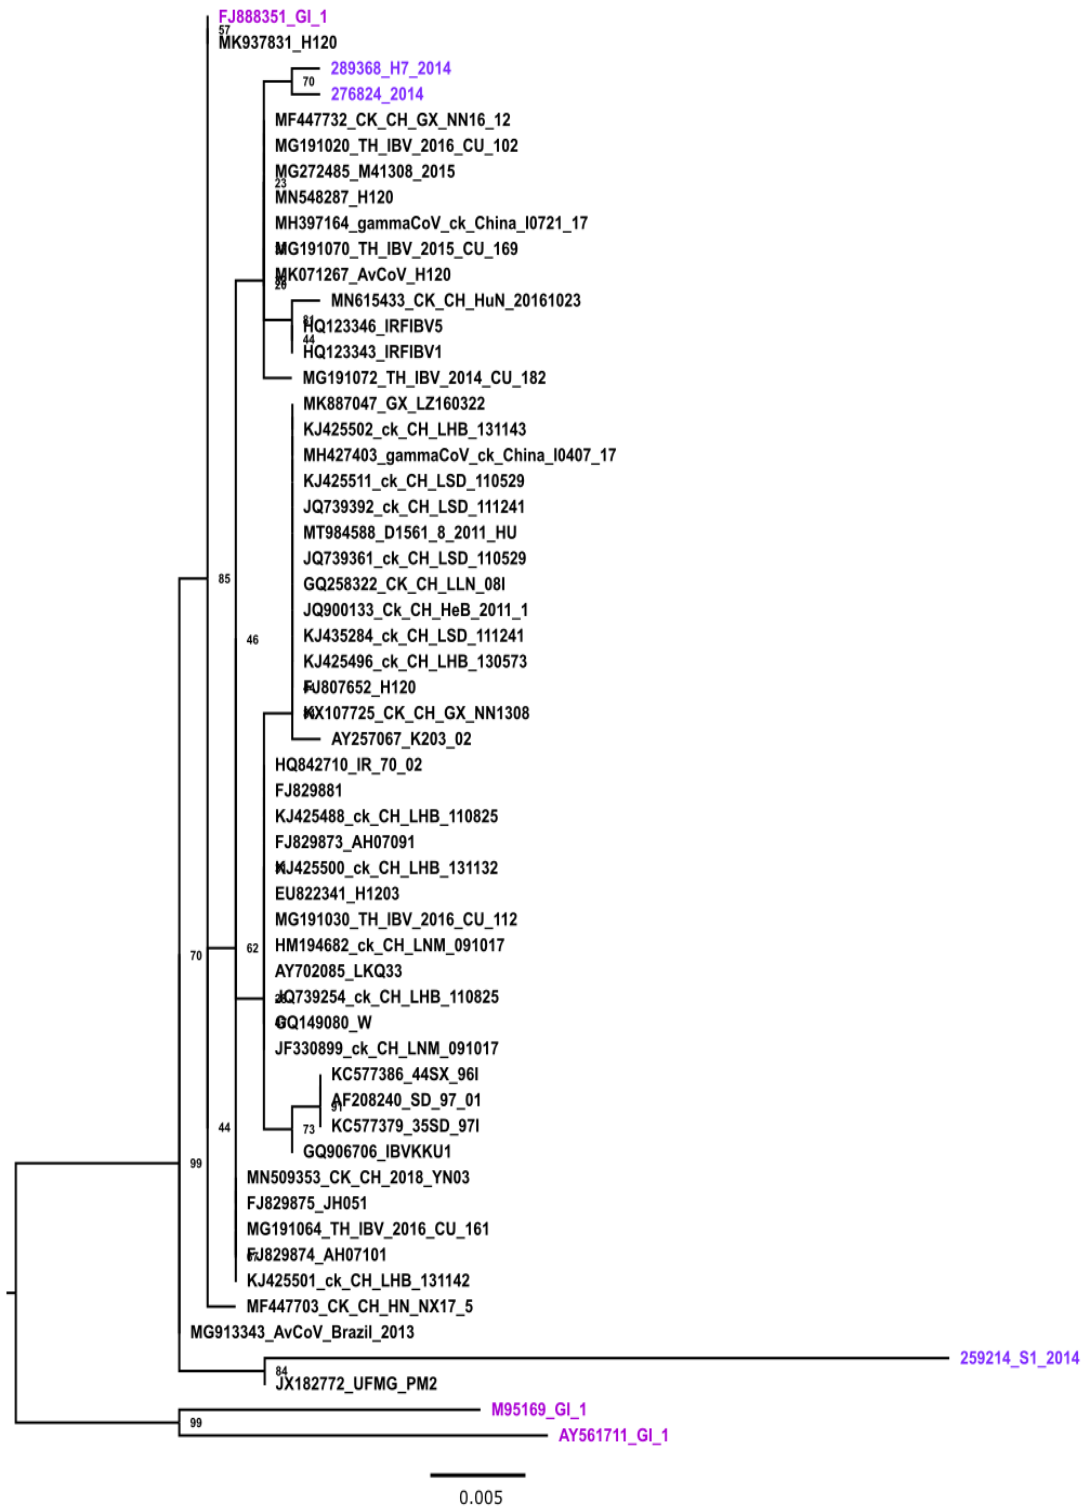 FJ888351_GI_1
57
MK937831_H120
289368_H7_2014
70
276824_2014
MF447732_CK_CH_GX_NN16_12
MG191020_TH_IBV_2016_CU_102
MG272485_M41308_2015
23
MN548287_H120
MH397164_gammaCoV_ck_China_I0721_17
MG191070_TH_IBV_2015_CU_169
MK071267_AvCoV_H120
MN615433_CK_CH_HuN_20161023
HQ123346_IRFIBV5
44
HQ123343_IRFIBV1
MG191072_TH_IBV_2014_CU_182
MK887047_GX_LZ160322
KJ425502_ck_CH_LHB_131143
MH427403_gammaCoV_ck_China_I0407_17
KJ425511_ck_CH_LSD_110529
JQ739392_ck_CH_LSD_111241
MT984588_D1561_8_2011_HU
JQ739361_ck_CH_LSD_110529
85
GQ258322_CK_CH_LLN_08I
JQ900133_Ck_CH_HeB_2011_1
KJ435284_ck_CH_LSD_111241
46
KJ425496_ck_CH_LHB_130573
FJ807652_H120
KX107725_CK_CH_GX_NN1308
AY257067_K203_02
HQ842710_IR_70_02
FJ829881
KJ425488_ck_CH_LHB_110825
FJ829873_AH07091
KJ425500_ck_CH_LHB_131132
EU822341_H1203
MG191030_TH_IBV_2016_CU_112
62
HM194682_ck_CH_LNM_091017
70
AY702085_LKQ33
JQ739254_ck_CH_LHB_110825
GQ149080_W
JF330899_ck_CH_LNM_091017
KC577386_44SX_96I
AF208240_SD_97_01
91
KC577379_35SD_97I
44
73
GQ906706_IBVKKU1
99
MN509353_CK_CH_2018_YN03
FJ829875_JH051
MG191064_TH_IBV_2016_CU_161
FJ829874_AH07101
KJ425501_ck_CH_LHB_131142
MF447703_CK_CH_HN_NX17_5
MG913343_AvCoV_Brazil_2013
259214_S1_2014
84
JX182772_UFMG_PM2
M95169_GI_1
99
AY561711_GI_1
0.005